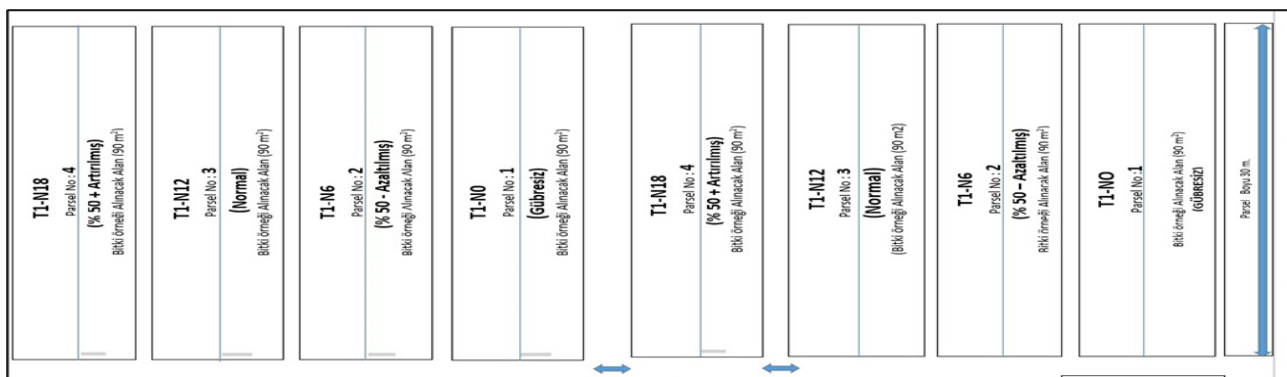 T1-N18
Parsel No : 4
(% 50 + Artırılmış)
Bitki örneği Alınacak Alan (90 m²)
T1-N12
Parsel No : 3
(Normal)
Bitki örneği Alınacak Alan (90 m²)
T1-N6
Parsel No : 2
(% 50 - Azaltılmış)
Bitki örneği Alınacak Alan (90 m²)
T1-N0
Parsel No : 1
(Gübresiz)
Bitki örneği Alınacak Alan (90 m²)
T1-N18
Parsel No : 4
(% 50 + Artırılmış)
Bitki örneği Alınacak Alan (90 m²)
T1-N12
Parsel No : 3
(Normal)
(Bitki örneği Alınacak Alan (90 m2)
T1-N6
Parsel No : 2
(% 50 – Azaltılmış)
Bitki örneği Alınacak Alan (90 m²)
T1-NO
Parsel No :1
Bitki örneği Alınacak Alan (90 m²)
(GÜBRESİZ)
Parsel Boyu 30 m.